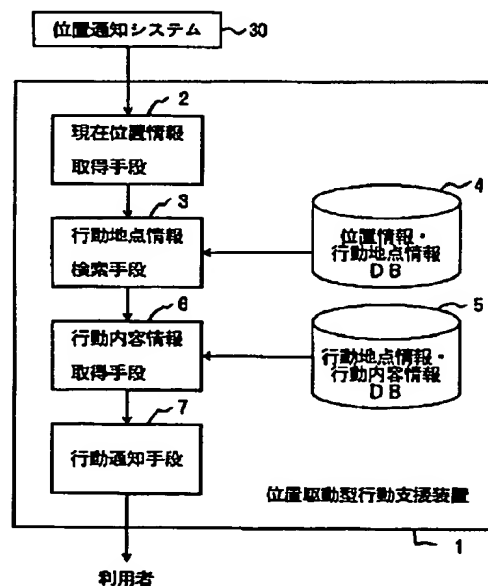 位置通知システム
30
2
現在位置情報
取得手段
3
行動地点情報
検索手段
4
位置情報・
行動地点情報
DB
6
行動内容情報
取得手段
5
行動地点情報・
行動内容情報
DB
7
行動通知手段
位置駆動型行動支援装置
1
利用者